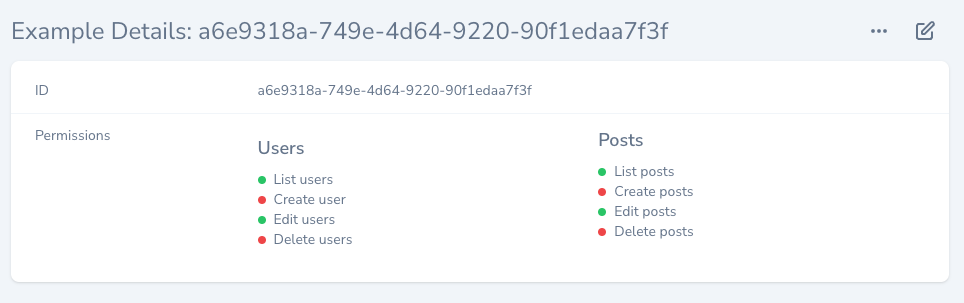 Example Details: a6e9318a-749e-4d64-9220-90f1edaa7f3f
ID
a6e9318a-749e-4d64-9220-90f1edaa7f3f
Permissions
Users
List users
Create user
Edit users
Delete users
Posts
List posts
Create posts
Edit posts
Delete posts